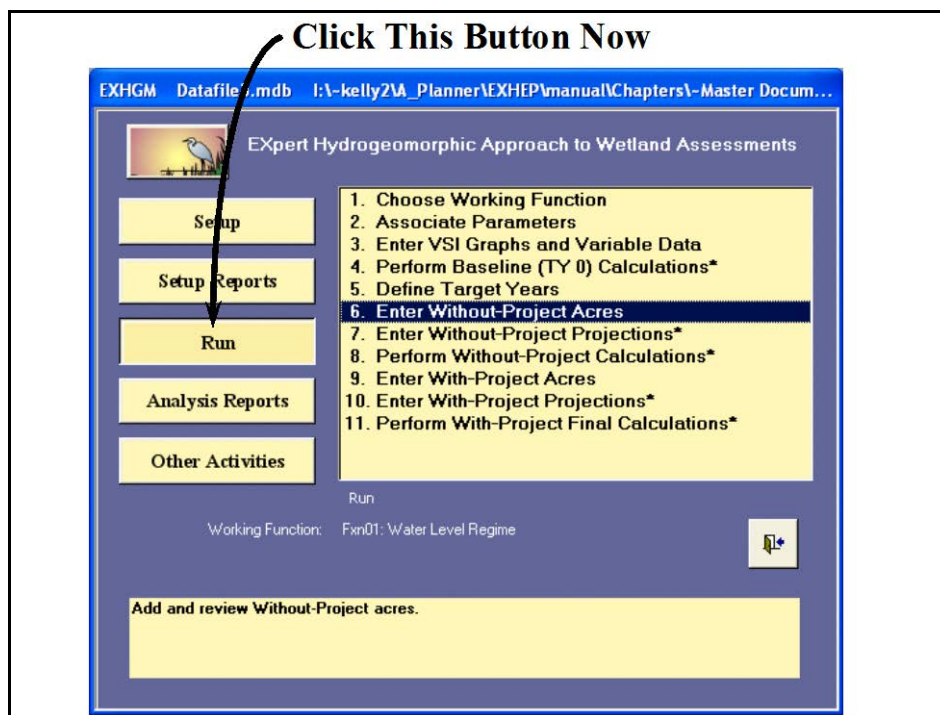 Click This Button Now
EXHGM Datafile5.mdb I:\~kelly2\A_Planner\EXHEP\manual\Chapters\~Master Docum...
EXpert Hydrogeomorphic Approach to Wetland Assessments
Setup
Setup Reports
Run
Analysis Reports
Other Activities
1. Choose Working Function
2. Associate Parameters
3. Enter VSI Graphs and Variable Data
4. Perform Baseline (TY 0) Calculations*
5. Define Target Years
6. Enter Without-Project Acres
7. Enter Without-Project Projections*
8. Perform Without-Project Calculations*
9. Enter With-Project Acres
10. Enter With-Project Projections*
11. Perform With-Project Final Calculations*
Run
Working Function: Fxn01: Water Level Regime
Add and review Without-Project acres.